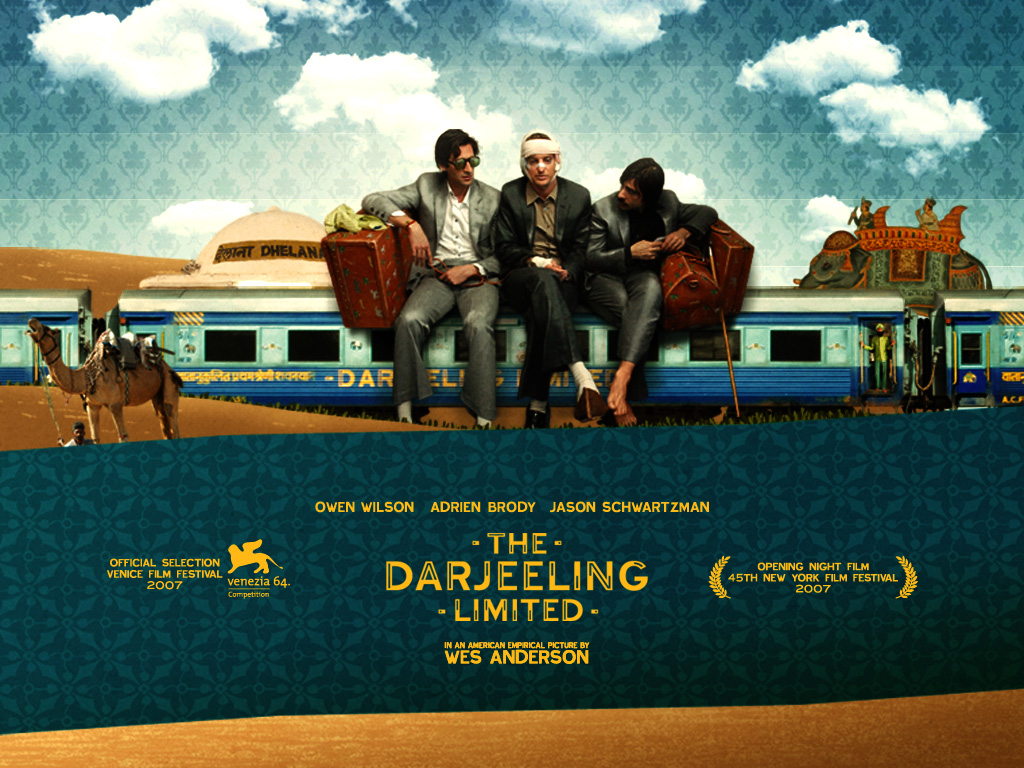 दिलाना DHELANA
वातानुकूलित प्रथम श्रेणी शयनयान - DARJEELING LIMITED
A.C.F
OWEN WILSON ADRIEN BRODY JASON SCHWARTZMAN
- THE -
DARJEELING
- LIMITED -
OFFICIAL SELECTION
VENICE FILM FESTIVAL
2007
venezia 64.
Competition
OPENING NIGHT FILM
45TH NEW YORK FILM FESTIVAL
2007
IN AN AMERICAN EMPIRICAL PICTURE BY
WES ANDERSON